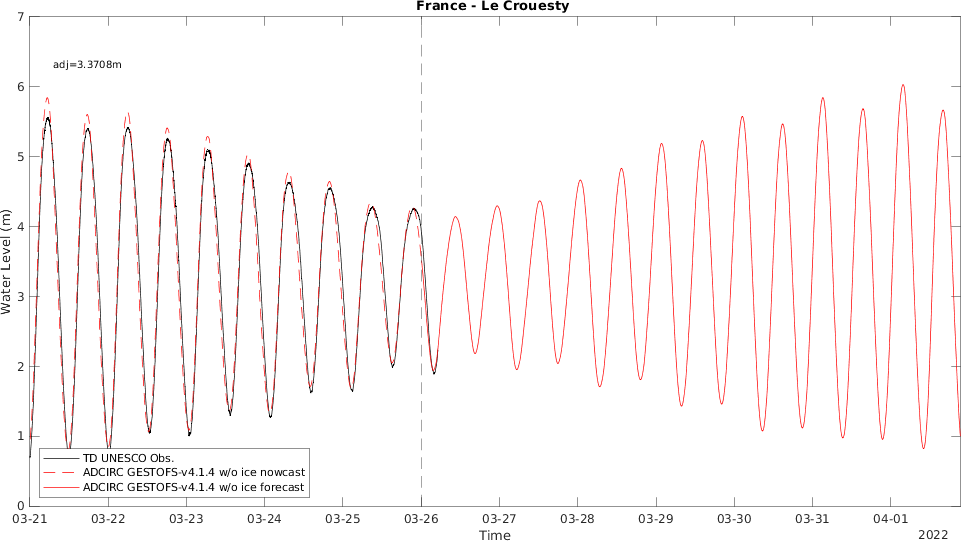 France - Le Crouesty
adj=3.3708m
Water Level (m)
7
6
5
4
3
2
1
0
TD UNESCO Obs.
ADCIRC GESTOFS-v4.1.4 w/o ice nowcast
ADCIRC GESTOFS-v4.1.4 w/o ice forecast
03-21 03-22 03-23 03-24 03-25 03-26 03-27 03-28 03-29 03-30 03-31 04-01
Time
2022